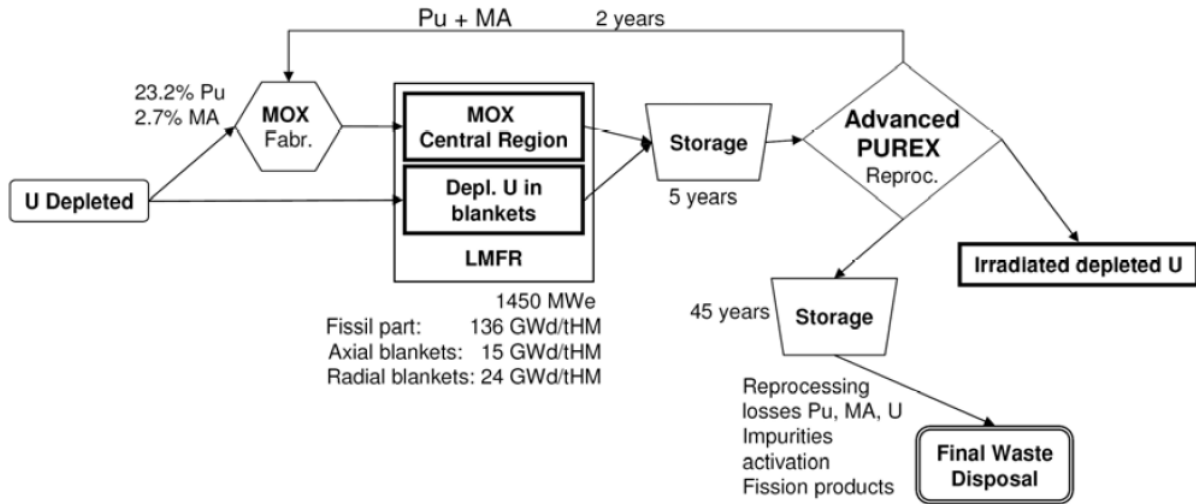 Pu + MA
2 years
23.2% Pu
2.7% MA
MOX
Fabr.
MOX
Central Region
Storage
Advanced
PUREX
Reproc.
U Depleted
Depl. U in
blankets
5 years
LMFR
Irradiated depleted U
1450 MWe
Fissil part: 136 GWd/tHM
Axial blankets: 15 GWd/tHM
Radial blankets: 24 GWd/tHM
45 years
Storage
Reprocessing
losses Pu, MA, U
Impurities
activation
Fission products
Final Waste
Disposal